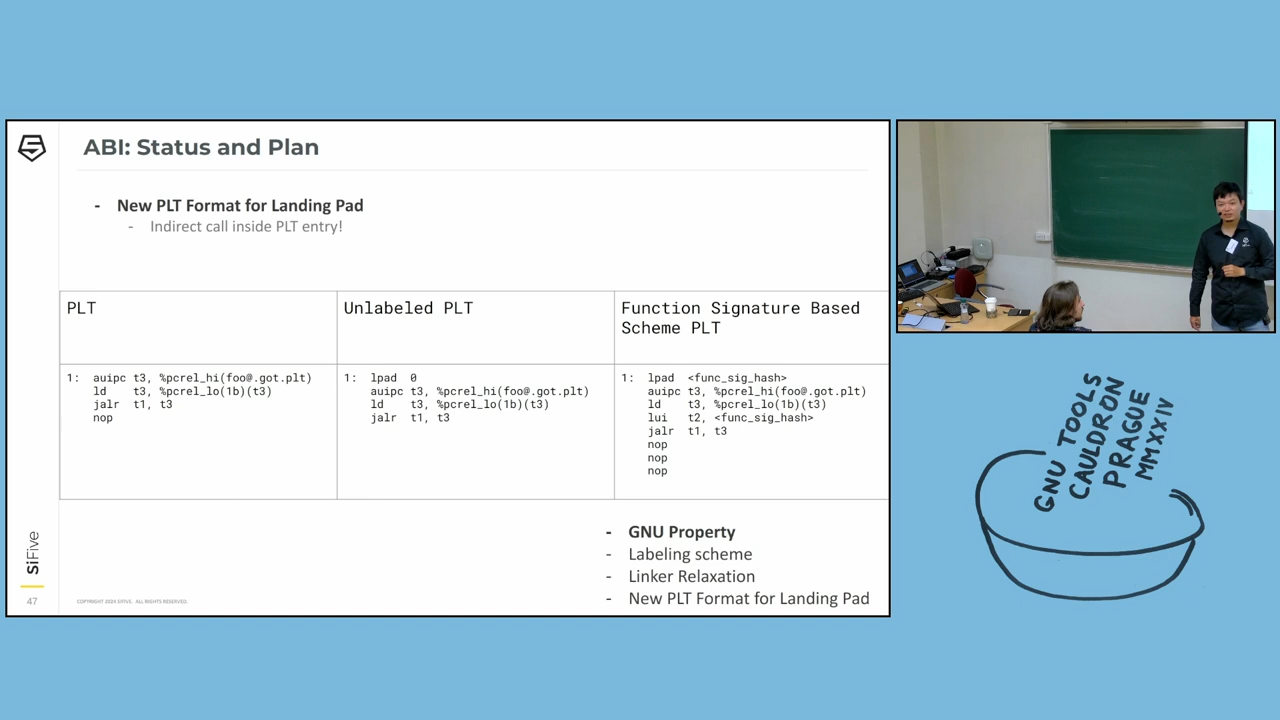 ABI: Status and Plan
- New PLT Format for Landing Pad
- Indirect call inside PLT entry!
PLT
1: auipc t3, %pcrel_hi(foo@.got.plt)
ld t3, %pcrel_lo(1b)(t3)
jalr t1, t3
nop
Unlabeled PLT
1: lpad 0
auipc t3, %pcrel_hi(foo@.got.plt)
ld t3, %pcrel_lo(1b)(t3)
jalr t1, t3
Function Signature Based
Scheme PLT
1: lpad <func_sig_hash>
auipc t3, %pcrel_hi(foo@.got.plt)
ld t3, %pcrel_lo(1b)(t3)
lui t2, <func_sig_hash>
jalr t1, t3
nop
nop
nop
- GNU Property
- Labeling scheme
- Linker Relaxation
- New PLT Format for Landing Pad
SiFive
47
COPYRIGHT 2024 SIFIVE. ALL RIGHTS RESERVED.
GNU TOOLS
CAULDRON
PRAGUE
MMXXIV